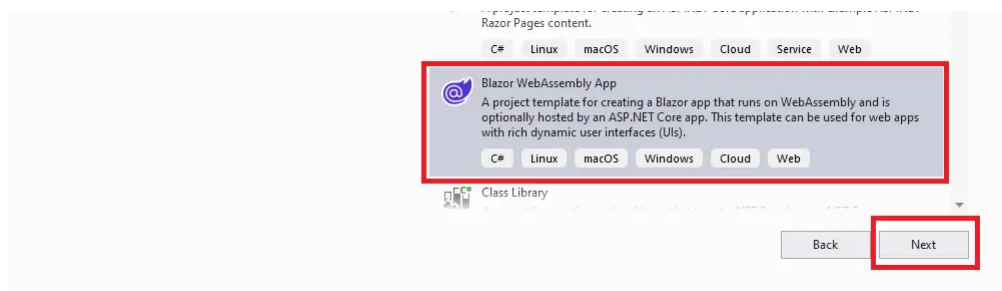 Razor Pages content.
C# Linux macOS Windows Cloud Service Web
Blazor WebAssembly App
A project template for creating a Blazor app that runs on WebAssembly and is
optionally hosted by an ASP.NET Core app. This template can be used for web apps
with rich dynamic user interfaces (UIs).
C# Linux macOS Windows Cloud Web
Class Library
Back Next